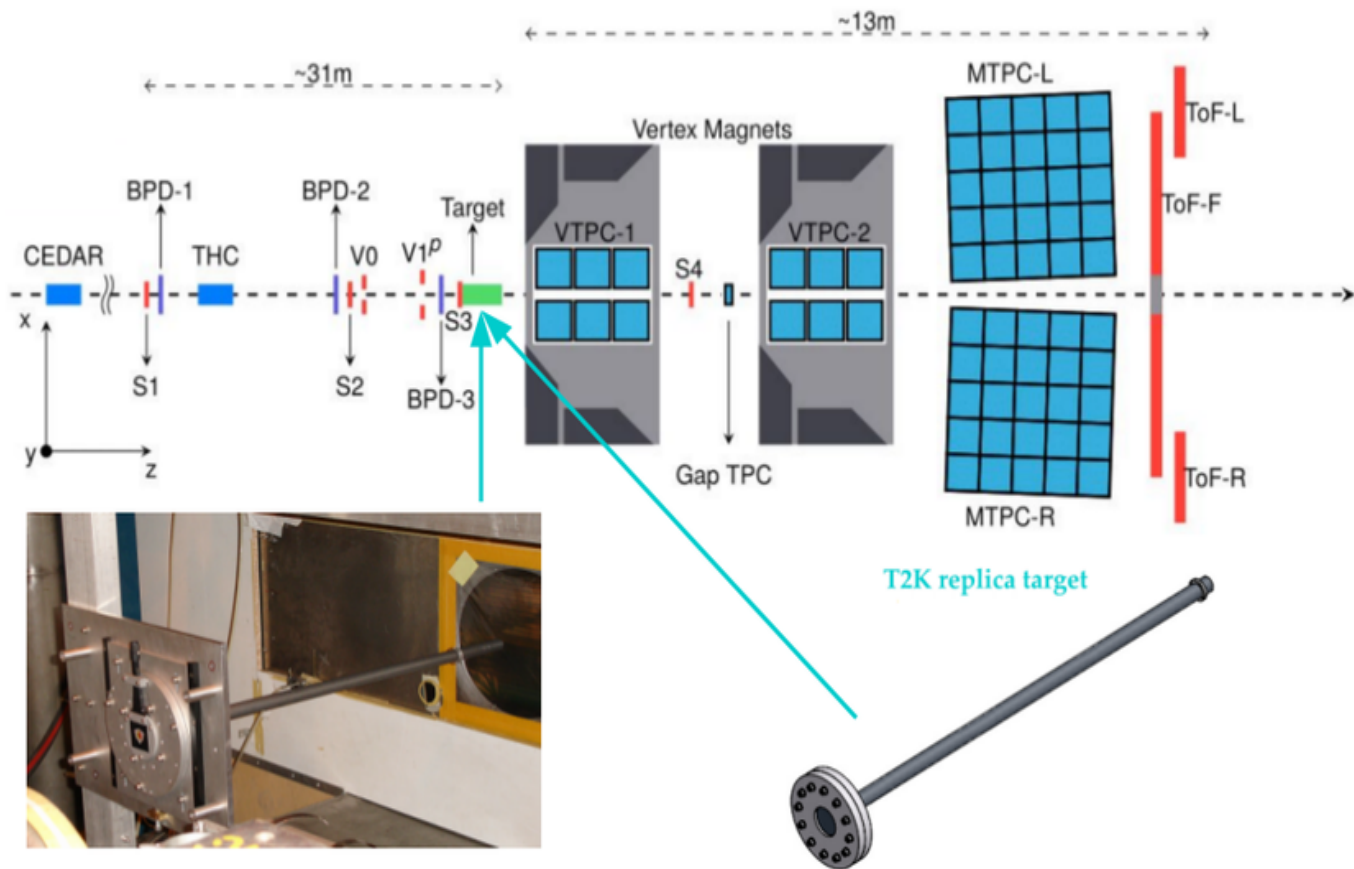 ~13m
~31m
MTPC-L
ToF-L
Vertex Magnets
BPD-1
BPD-2
Target
ToF-F
CEDAR
THC
V0
V1p
VTPC-1
VTPC-2
S4
x
S3
S1
S2
BPD-3
y
z
Gap TPC
ToF-R
MTPC-R
T2K replica target